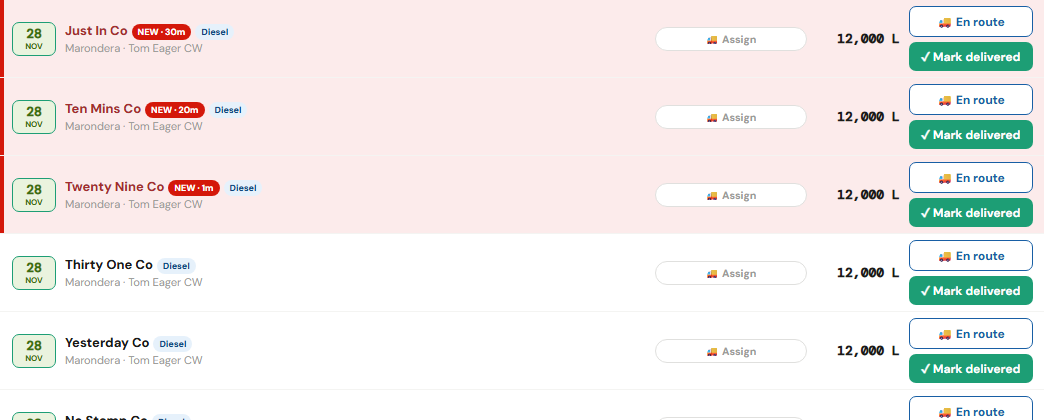 28
NOV
Just In Co NEW · 30m Diesel
Marondera · Tom Eager CW
Assign
12,000 L
En route
✓ Mark delivered
28
NOV
Ten Mins Co NEW · 20m Diesel
Marondera · Tom Eager CW
Assign
12,000 L
En route
✓ Mark delivered
28
NOV
Twenty Nine Co NEW · 1m Diesel
Marondera · Tom Eager CW
Assign
12,000 L
En route
✓ Mark delivered
28
NOV
Thirty One Co Diesel
Marondera · Tom Eager CW
Assign
12,000 L
En route
✓ Mark delivered
28
NOV
Yesterday Co Diesel
Marondera · Tom Eager CW
Assign
12,000 L
En route
✓ Mark delivered
En route